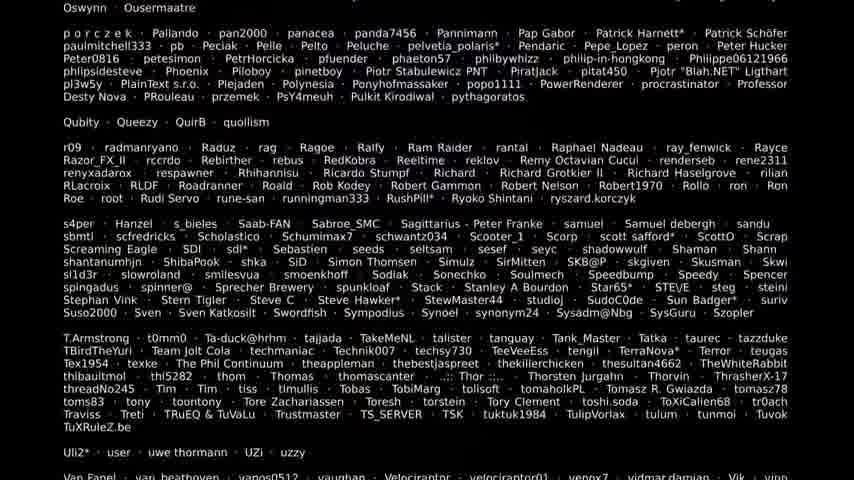 Oswynn · Ousermaatre
p o r c z e k · Pallando · pan2000 · panacea · panda7456 · Pannimann · Pap Gabor · Patrick Harnett* · Patrick Schöfer
paulmitchell333 · pb · Peciak · Pelle · Pelto · Peluche · pelvetia_polaris* · Pendaric · Pepe_Lopez · peron · Peter Hucker
Peter0816 · petesimon · PetrHorcicka · pfuender · phaeton57 · philbywhizz · philip-in-hongkong · Philippe06121966
phlipsidesteve · Phoenix · Piloboy · pinetboy · Piotr Stabulewicz PNT · PiratJack · pitat450 · Pjotr "Blah.NET" Ligthart
pl3w5y · PlainText s.r.o. · Plejaden · Polynesia · Ponyhofmassaker · popo1111 · PowerRenderer · procrastinator · Professor
Desty Nova · PRouleau · przemek · PsY4meuh · Pulkit Kirodiwal · pythagoratos
Qubity · Queezy · QuirB · quollism
r09 · radmanryano · Raduz · rag · Ragoe · Ralfy · Ram Raider · rantal · Raphael Nadeau · ray_fenwick · Rayce
Razor_FX_II · rccrdo · Rebirther · rebus · RedKobra · Reeltime · reklov · Remy Octavian Cucui · renderseb · rene2311
renyxadarox · respawner · Rhihannisu · Ricardo Stumpf · Richard · Richard Grotkier II · Richard Haselgrove · rilian
RLacroix · RLDF · Roadranner · Roald · Rob Kodey · Robert Gammon · Robert Nelson · Robert1970 · Rollo · ron · Ron
Roe · root · Rudi Servo · rune-san · runningman333 · RushPill* · Ryoko Shintani · ryszard.korczyk
s4per · Hanzel · s_bieles · Saab-FAN · Sabroe_SMC · Sagittarius - Peter Franke · samuel · Samuel debergh · sandu ·
sbmtl · scfredricks · Scholastico · Schumimax7 · schwantz034 · Scooter_1 · Scorp · scott safford* · ScottO · Scrap
Screaming Eagle · SDI · sdl* · Sebastien · seeds · seitsam · sesef · seyc · shadowwulf · Shaman · Shann ·
shantanumhjn · ShibaPook · shka · SiD · Simon Thomsen · Simulz · SirMitten · SKB@P · skgiven · Skusman · Skwi
sl1d3r · slowroland · smilesvua · smoenkhoff · Sodiak · Sonechko · Soulmech · Speedbump · Speedy · Spencer
spingadus · spinner@ · Sprecher Brewery · spunkloaf · Stack · Stanley A Bourdon · Star65* · STE\/E · steg · steini
Stephan Vink · Stern Tigler · Steve C · Steve Hawker* · StewMaster44 · studioJ · SudoC0de · Sun Badger* · suriv
Suso2000 · Sven · Sven Katkosilt · Swordfish · Sympodius · Synoel · synonym24 · Sysadm@Nbg · SysGuru · Szopler
T.Armstrong · t0mm0 · Ta-duck@hrhm · tajjada · TakeMeNL · talister · tanguay · Tank_Master · Tatka · taurec · tazzduke
TBirdTheYuri · Team Jolt Cola · techmaniac · Technik007 · techsy730 · TeeVeeEss · tengil · TerraNova* · Terror · teugas
Tex1954 · texke · The Phil Continuum · theappleman · thebestjaspreet · thekillerchicken · thesultan4662 · TheWhiteRabbit
thibaultmol · thi5282 · thom · Thomas · thomascanter · ..::: Thor :::.. · Thorsten Jurgahn · Thorvin · ThrasherX-17
threadNo245 · Tim · Tim · tiss · tlmullis · Tobas · TobiMarg · tolisoft · tomaholkPL · Tomasz R. Gwiazda · tomasz78
toms83 · tony · toontony · Tore Zachariassen · Toresh · torstein · Tory Clement · toshi.soda · ToXiCalien68 · tr0ach
Traviss · Treti · TRuEQ & TuVaLu · Trustmaster · TS_SERVER · TSK · tuktuk1984 · TulipVorlax · tulum · tunmoi · Tuvok
TuXRuleZ.be
Uli2* · user · uwe thormann · UZi · uzzy
Van Fanel · van_beathoven · vanos0512 · vaughan · Velociraptor · velociraptor01 · venox7 · vidmar.damian · Vik · vinn